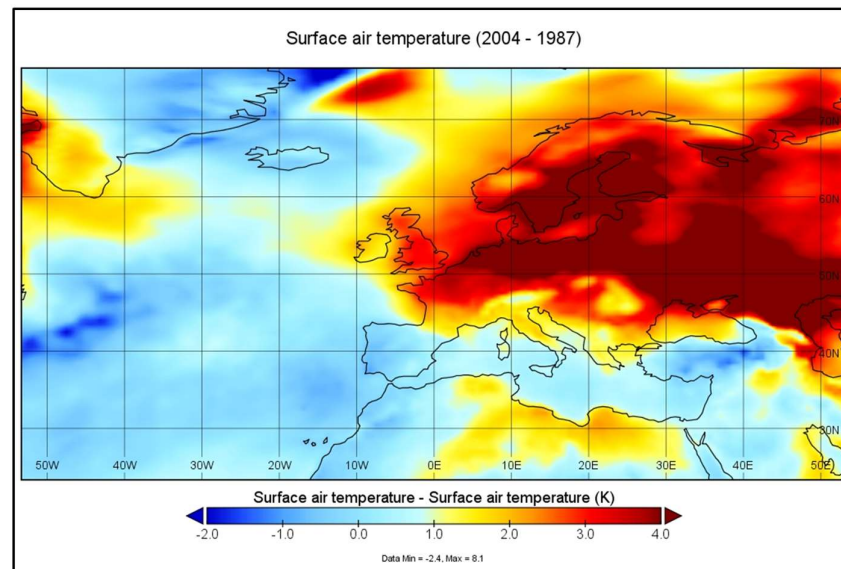 Surface air temperature (2004 - 1987)
70N
60N
50N
40N
30N
50W 40W 30W 20W 10W 0E 10E 20E 30E 40E 50E
Surface air temperature - Surface air temperature (K)
-2.0 -1.0 0.0 1.0 2.0 3.0 4.0
Data Min = -2.4, Max = 8.1